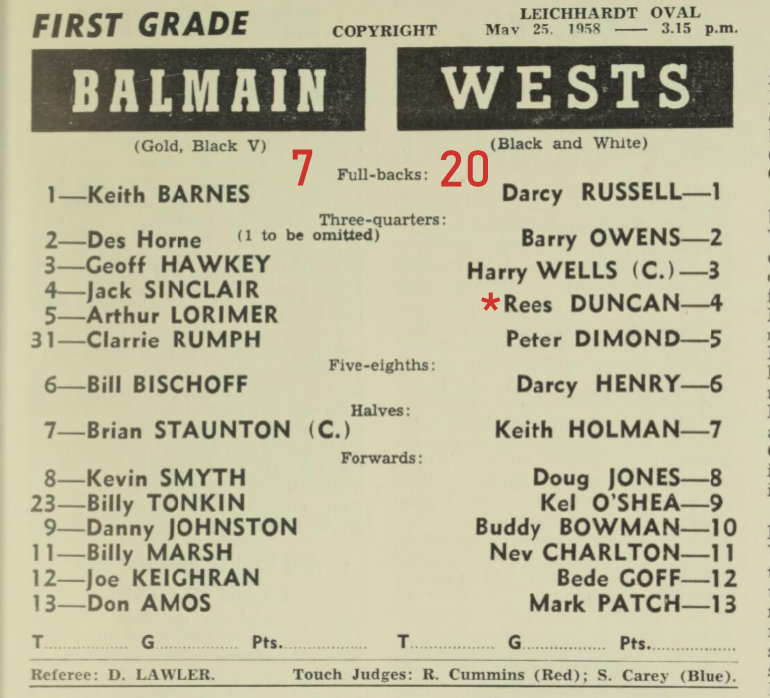 FIRST GRADE COPYRIGHT LEICHHARDT OVAL
May 25, 1958 —— 3.15 p.m.
BALMAIN WESTS
(Gold, Black V) (Black and White)
7 Full-backs: 20
1—Keith BARNES Darcy RUSSELL—1
Three-quarters:
2—Des Horne (1 to be omitted) Barry OWENS—2
3—Geoff HAWKEY Harry WELLS (C.)—3
4—Jack SINCLAIR *Rees DUNCAN—4
5—Arthur LORIMER
31—Clarrie RUMPH Peter DIMOND—5
Five-eighths:
6—Bill BISCHOFF Darcy HENRY—6
Halves:
7—Brian STAUNTON (C.) Keith HOLMAN—7
Forwards:
8—Kevin SMYTH Doug JONES—8
23—Billy TONKIN Kel O'SHEA—9
9—Danny JOHNSTON Buddy BOWMAN—10
11—Billy MARSH Nev CHARLTON—11
12—Joe KEIGHRAN Bede GOFF—12
13—Don AMOS Mark PATCH—13
T............... G............... Pts............... T............... G............... Pts...............
Referee: D. LAWLER. Touch Judges: R. Cummins (Red); S. Carey (Blue).